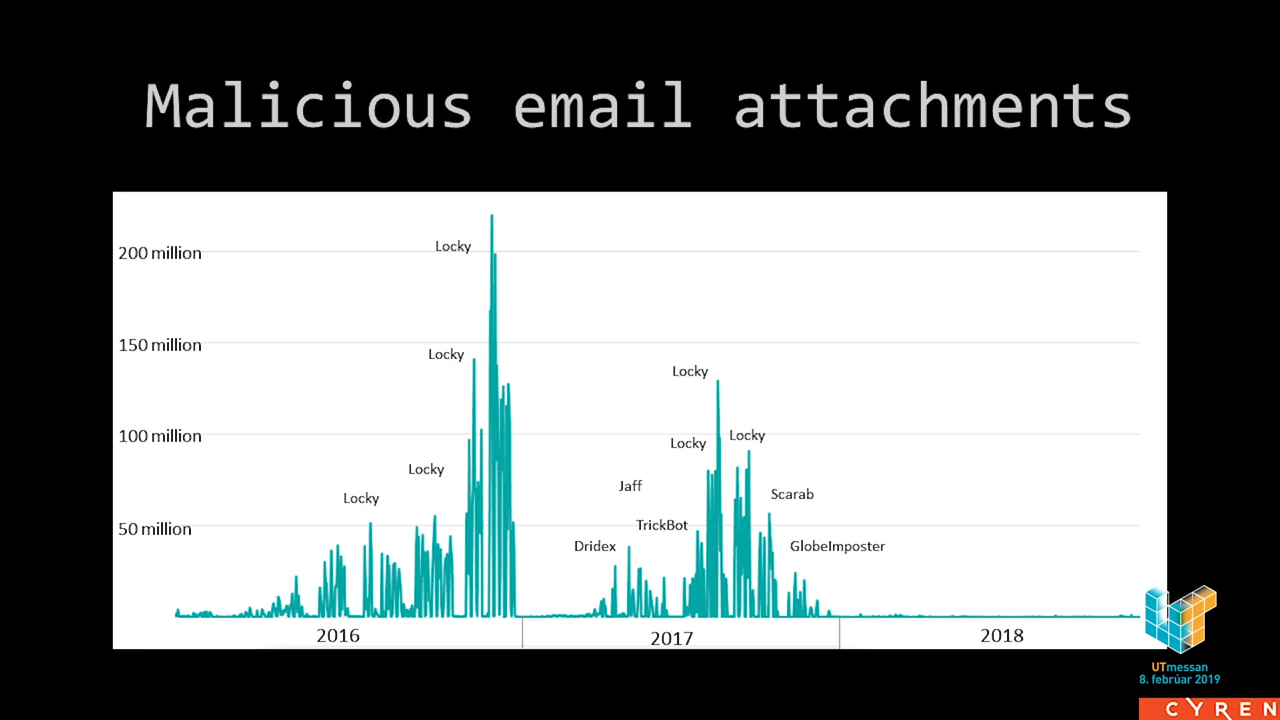 Malicious email attachments
200 million
Locky
150 million
Locky
Locky
100 million
Locky
Locky
Locky
Locky
Jaff
Scarab
50 million
TrickBot
Dridex
GlobeImposter
2016
2017
2018
UTmessan
8. febrúar 2019
CYREN